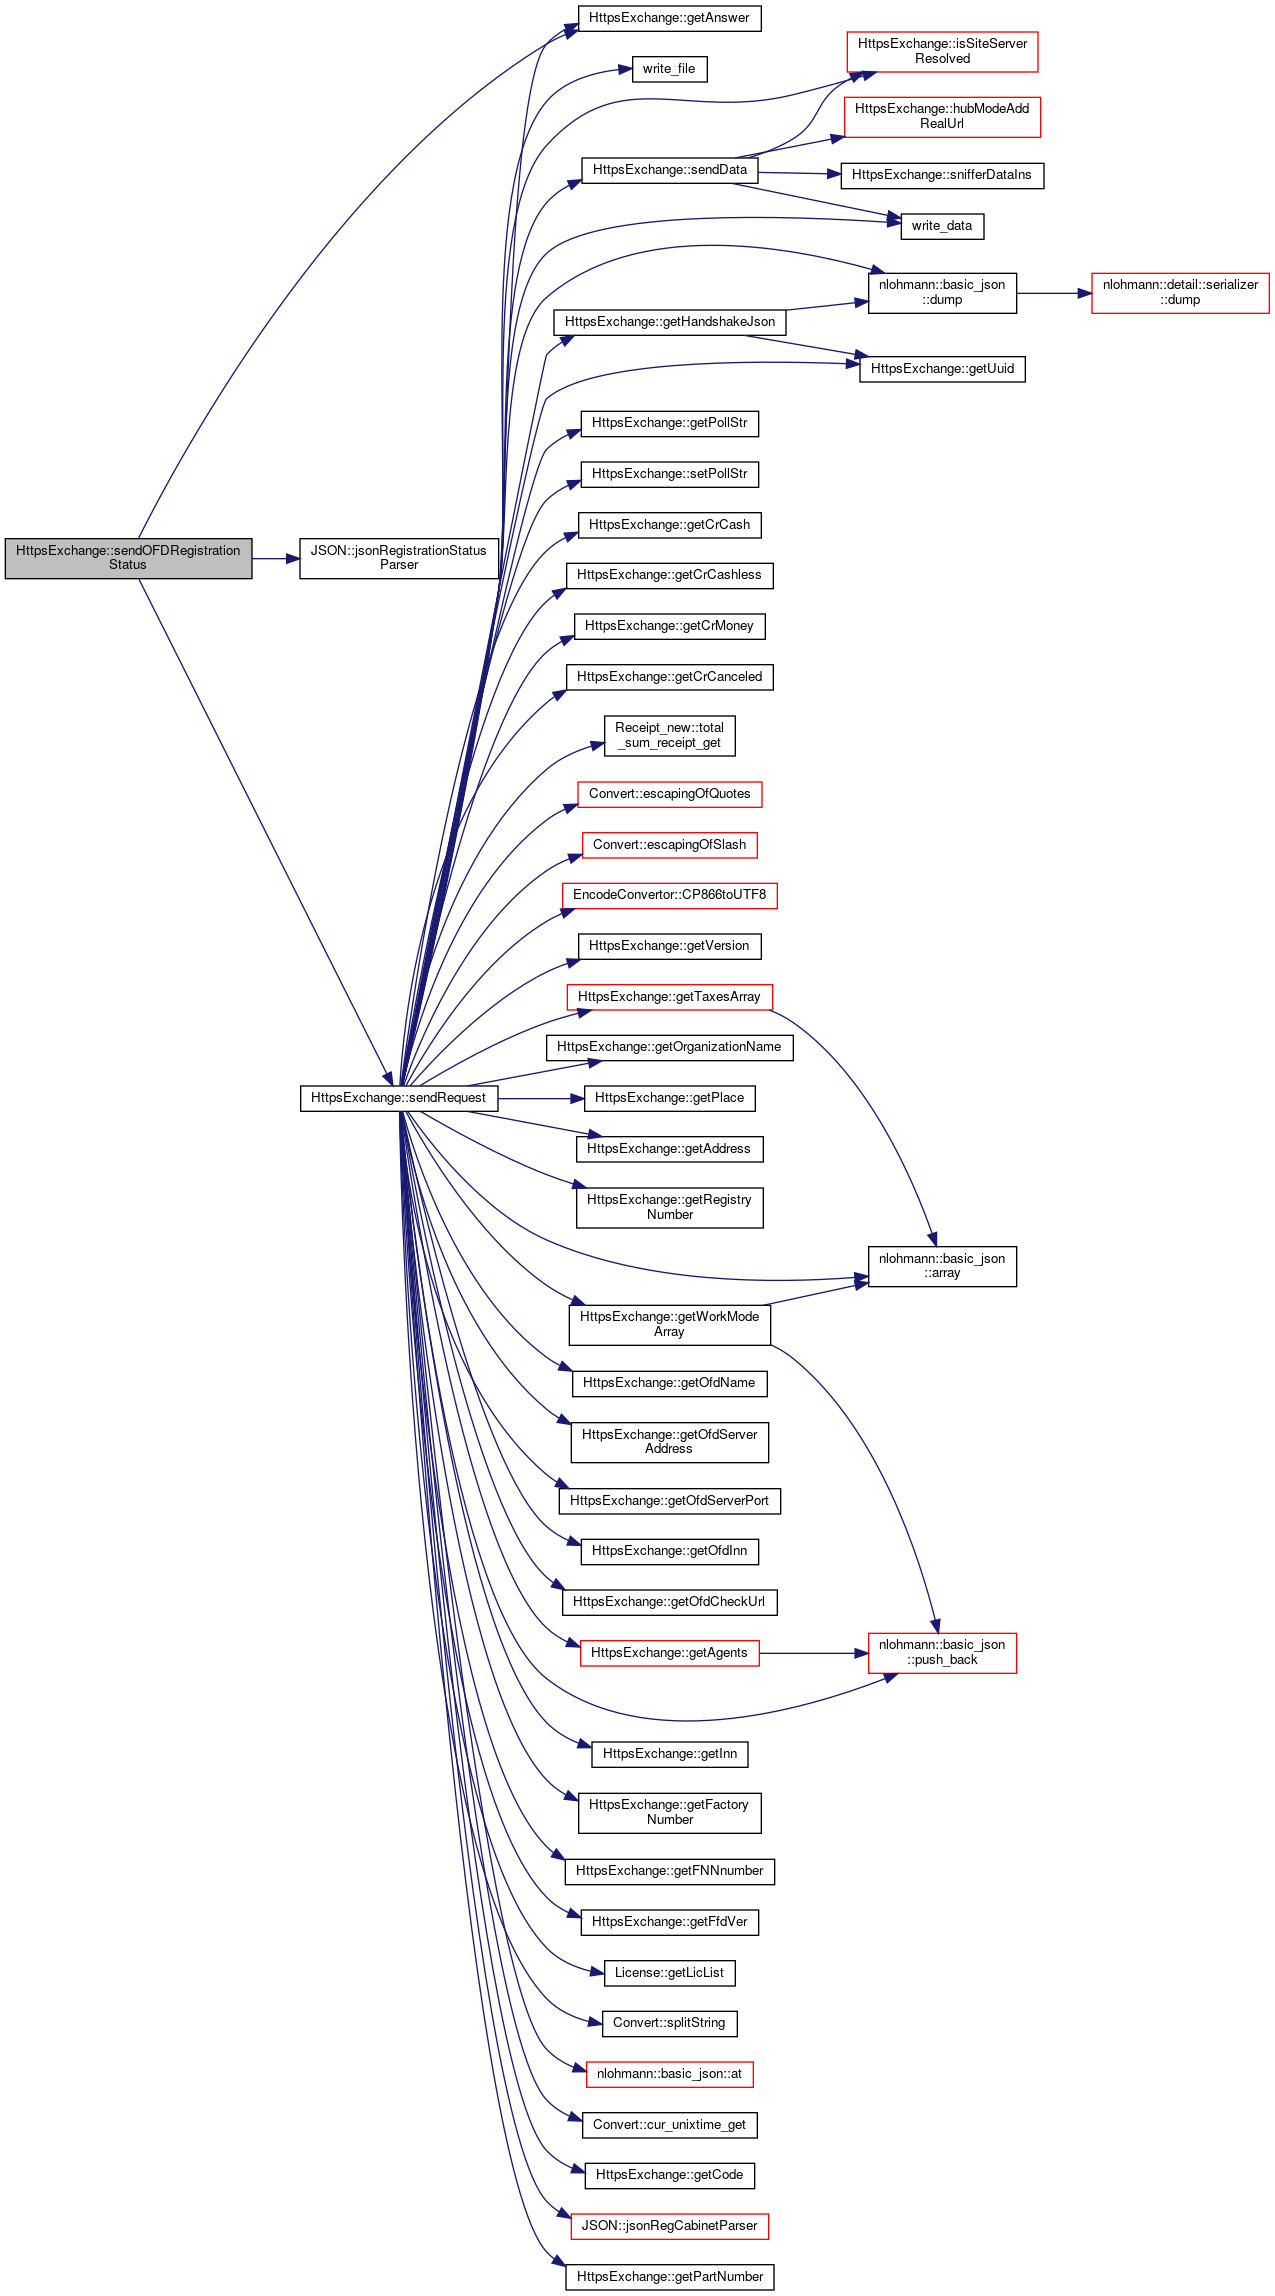 HttpsExchange::getAnswer
HttpsExchange::isSiteServer
Resolved
write_file
HttpsExchange::hubModeAdd
RealUrl
HttpsExchange::sendData
HttpsExchange::snifferDataIns
write_data
nlohmann::basic_json
::dump
nlohmann::detail::serializer
::dump
HttpsExchange::getHandshakeJson
HttpsExchange::getUuid
HttpsExchange::getPollStr
HttpsExchange::setPollStr
HttpsExchange::getCrCash
HttpsExchange::sendOFDRegistration
Status
JSON::jsonRegistrationStatus
Parser
HttpsExchange::getCrCashless
HttpsExchange::getCrMoney
HttpsExchange::getCrCanceled
Receipt_new::total
_sum_receipt_get
Convert::escapingOfQuotes
Convert::escapingOfSlash
EncodeConvertor::CP866toUTF8
HttpsExchange::getVersion
HttpsExchange::getTaxesArray
HttpsExchange::getOrganizationName
HttpsExchange::sendRequest
HttpsExchange::getPlace
HttpsExchange::getAddress
HttpsExchange::getRegistry
Number
nlohmann::basic_json
::array
HttpsExchange::getWorkMode
Array
HttpsExchange::getOfdName
HttpsExchange::getOfdServer
Address
HttpsExchange::getOfdServerPort
HttpsExchange::getOfdInn
HttpsExchange::getOfdCheckUrl
HttpsExchange::getAgents
nlohmann::basic_json
::push_back
HttpsExchange::getInn
HttpsExchange::getFactory
Number
HttpsExchange::getFNNnumber
HttpsExchange::getFfdVer
License::getLicList
Convert::splitString
nlohmann::basic_json::at
Convert::cur_unixtime_get
HttpsExchange::getCode
JSON::jsonRegCabinetParser
HttpsExchange::getPartNumber